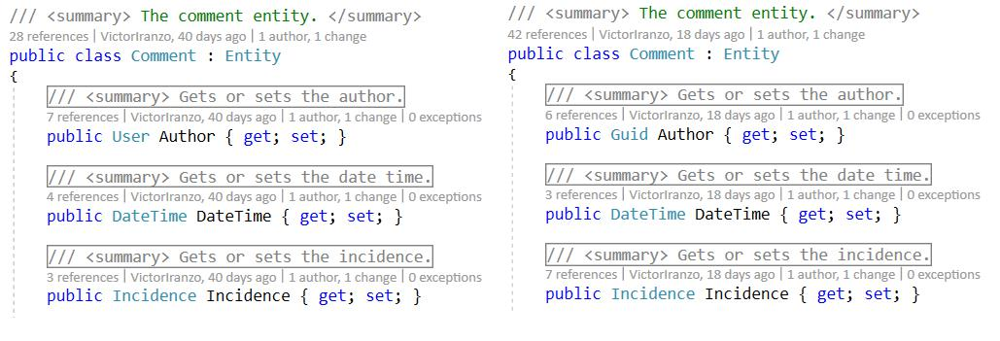 /// <summary> The comment entity. </summary>
28 references | VictorIranzo, 40 days ago | 1 author, 1 change
public class Comment : Entity
{
/// <summary> Gets or sets the author.
7 references | VictorIranzo, 40 days ago | 1 author, 1 change | 0 exceptions
public User Author { get; set; }
/// <summary> Gets or sets the date time.
4 references | VictorIranzo, 40 days ago | 1 author, 1 change | 0 exceptions
public DateTime DateTime { get; set; }
/// <summary> Gets or sets the incidence.
3 references | VictorIranzo, 40 days ago | 1 author, 1 change | 0 exceptions
public Incidence Incidence { get; set; }
/// <summary> The comment entity. </summary>
42 references | VictorIranzo, 18 days ago | 1 author, 1 change
public class Comment : Entity
{
/// <summary> Gets or sets the author.
6 references | VictorIranzo, 18 days ago | 1 author, 1 change | 0 exceptions
public Guid Author { get; set; }
/// <summary> Gets or sets the date time.
3 references | VictorIranzo, 18 days ago | 1 author, 1 change | 0 exceptions
public DateTime DateTime { get; set; }
/// <summary> Gets or sets the incidence.
7 references | VictorIranzo, 18 days ago | 1 author, 1 change | 0 exceptions
public Incidence Incidence { get; set; }